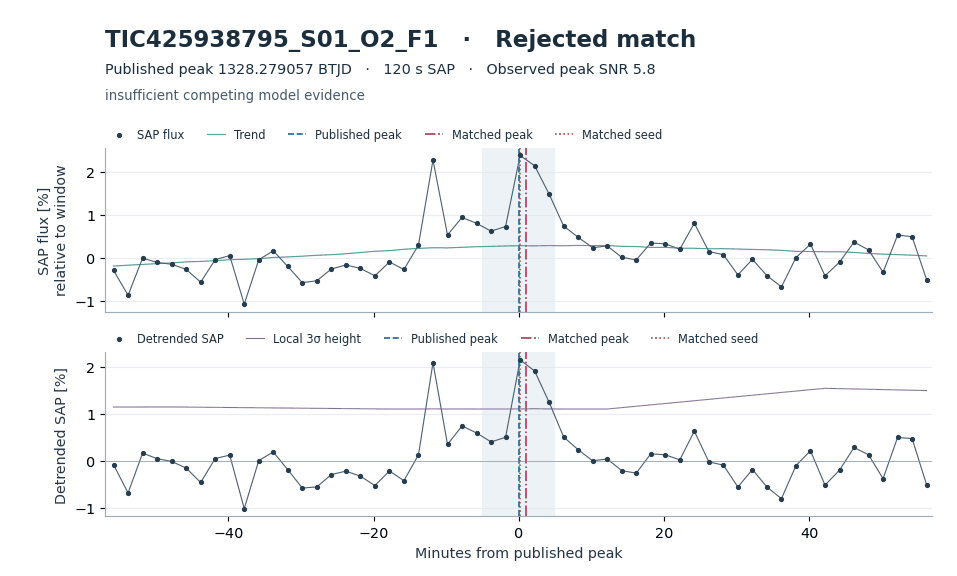 TIC425938795_S01_O2_F1 · Rejected match
Published peak 1328.279057 BTJD · 120 s SAP · Observed peak SNR 5.8
insufficient competing model evidence
SAP flux Trend Published peak Matched peak Matched seed
SAP flux [%]
relative to window
2
1
0
−1
Detrended SAP Local 3σ height Published peak Matched peak Matched seed
Detrended SAP [%]
2
1
0
−1
−40 −20 0 20 40
Minutes from published peak